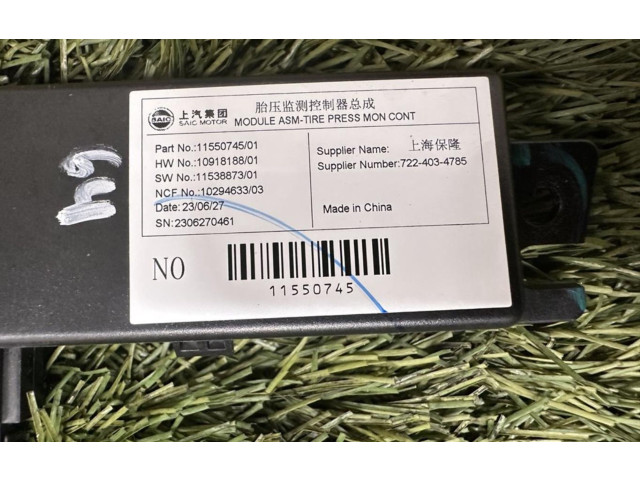 上汽集团
SAIC
SAIC MOTOR
胎压监测控制器总成
MODULE ASM-TIRE PRESS MON CONT
Part No.:11550745/01
HW No.:10918188/01
SW No.:11538873/01
NCF No.:10294633/03
Date:23/06/27
SN:2306270461
Supplier Name: 上海保隆
Supplier Number:722-403-4785
Made in China
NO
11550745